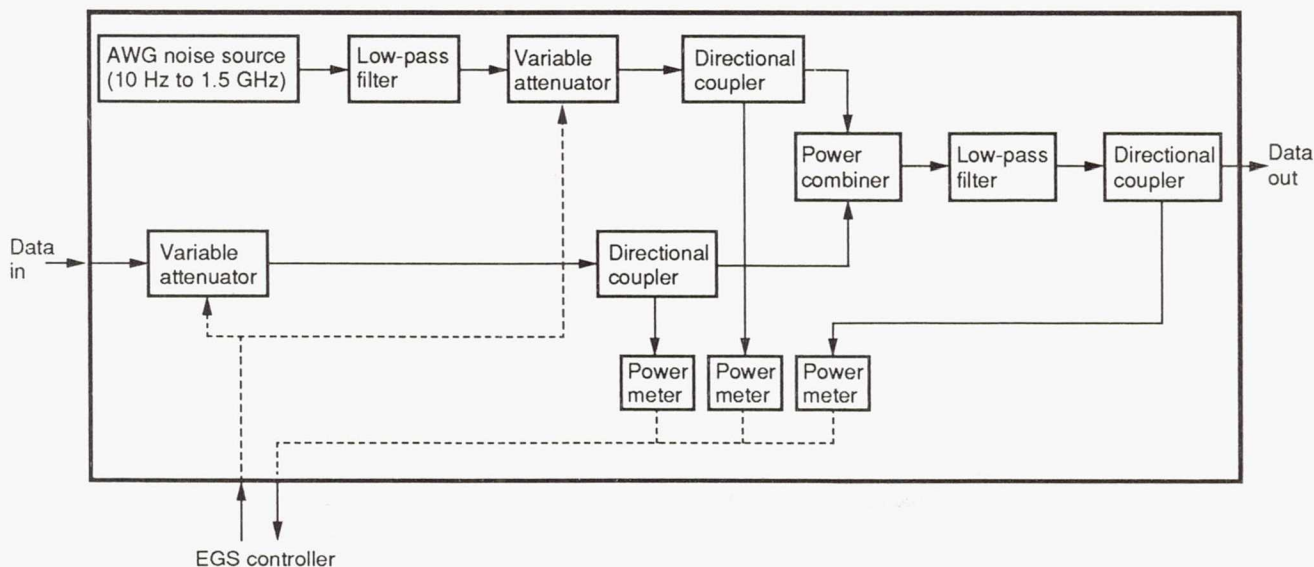 AWG noise source
(10 Hz to 1.5 GHz)
Low-pass
filter
Variable
attenuator
Directional
coupler
Power
combiner
Low-pass
filter
Directional
coupler
Data
out
Data
in
Variable
attenuator
Directional
coupler
Power
meter
Power
meter
Power
meter
EGS controller